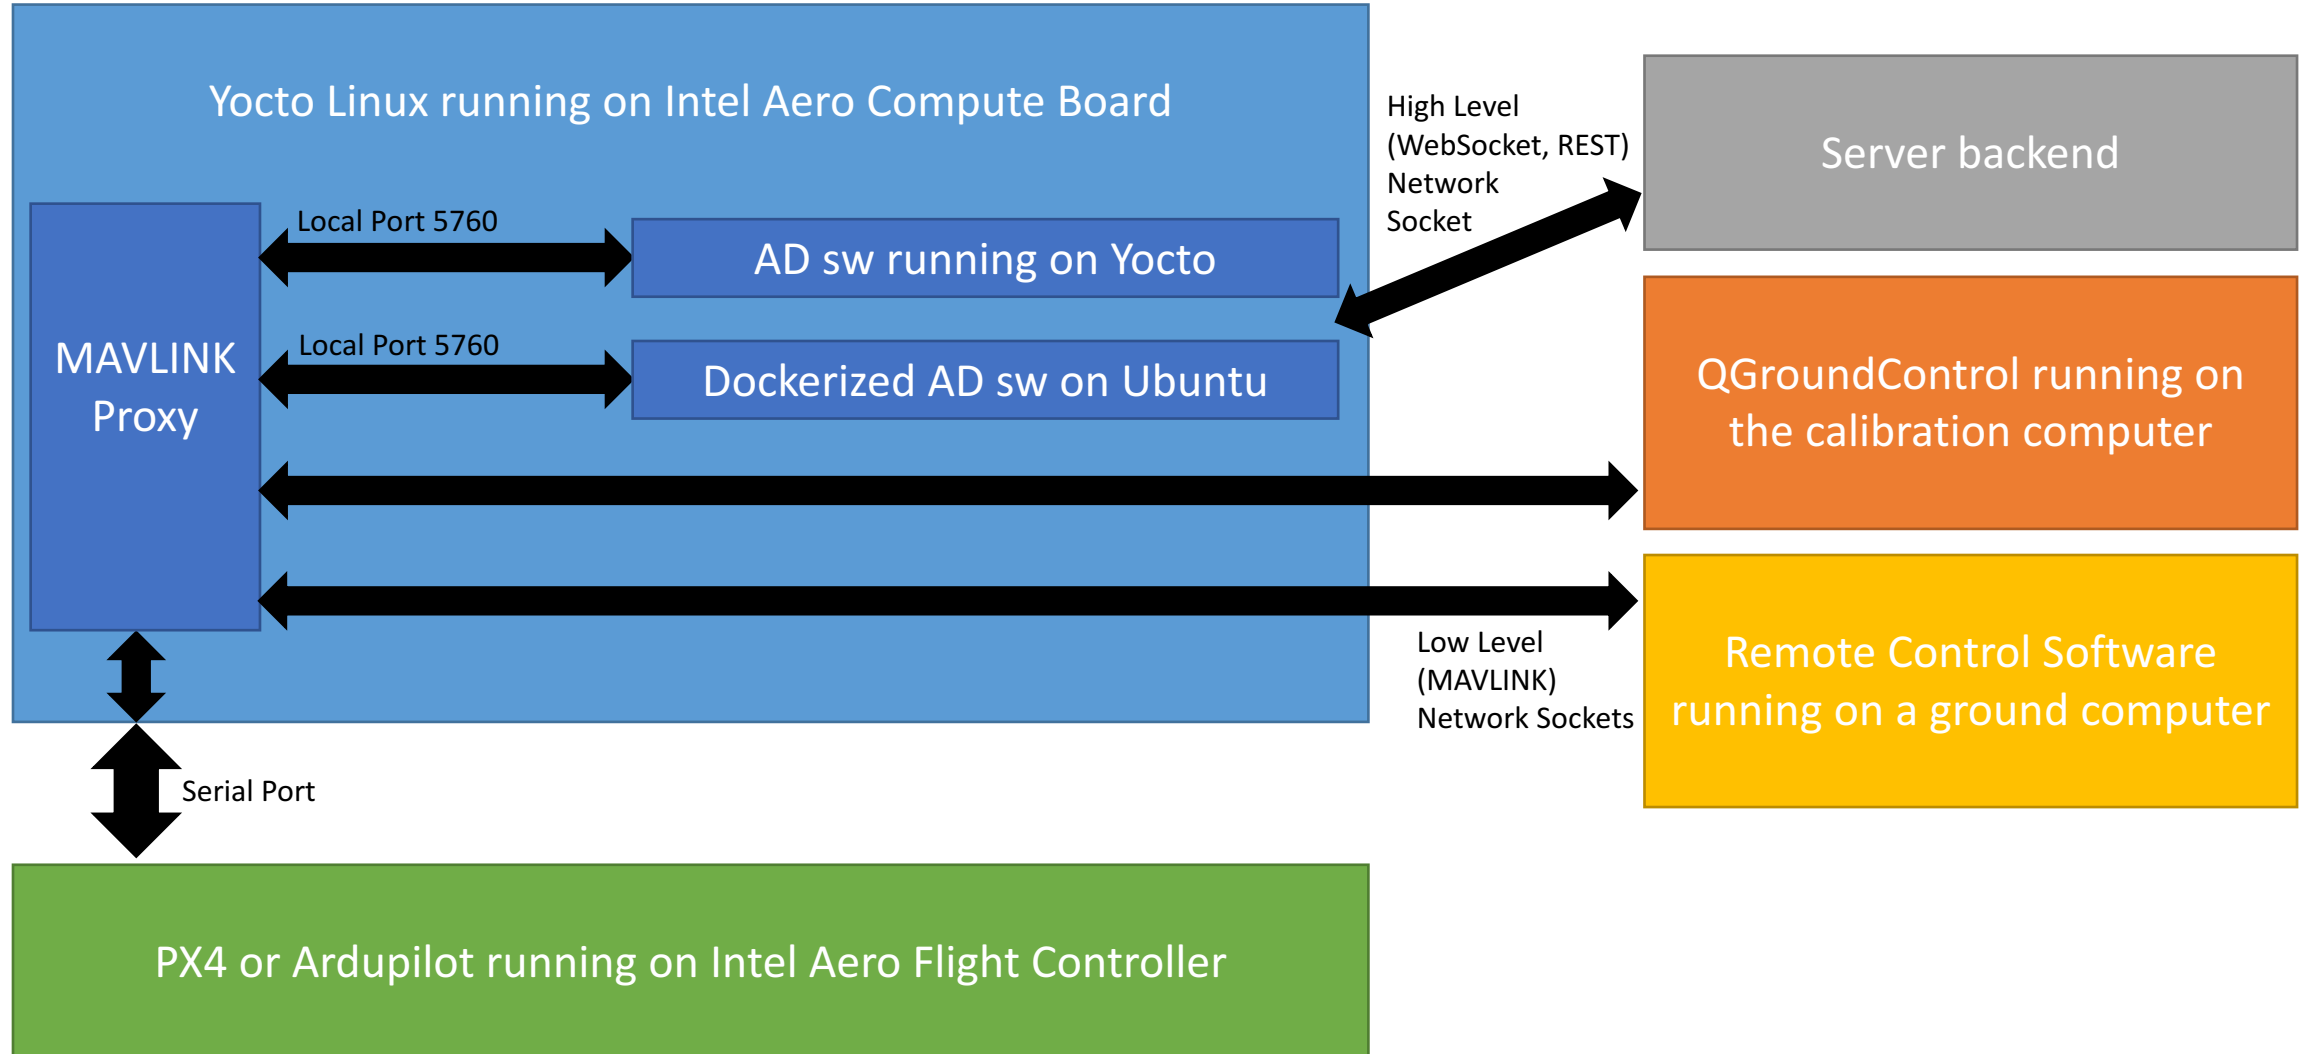 Yocto Linux running on Intel Aero Compute Board
High Level
(WebSocket, REST)
Network
Socket
Server backend
Local Port 5760
AD sw running on Yocto
Local Port 5760
Dockerized AD sw on Ubuntu
MAVLINK
Proxy
QGroundControl running on
the calibration computer
Low Level
(MAVLINK)
Network Sockets
Remote Control Software
running on a ground computer
Serial Port
PX4 or Ardupilot running on Intel Aero Flight Controller